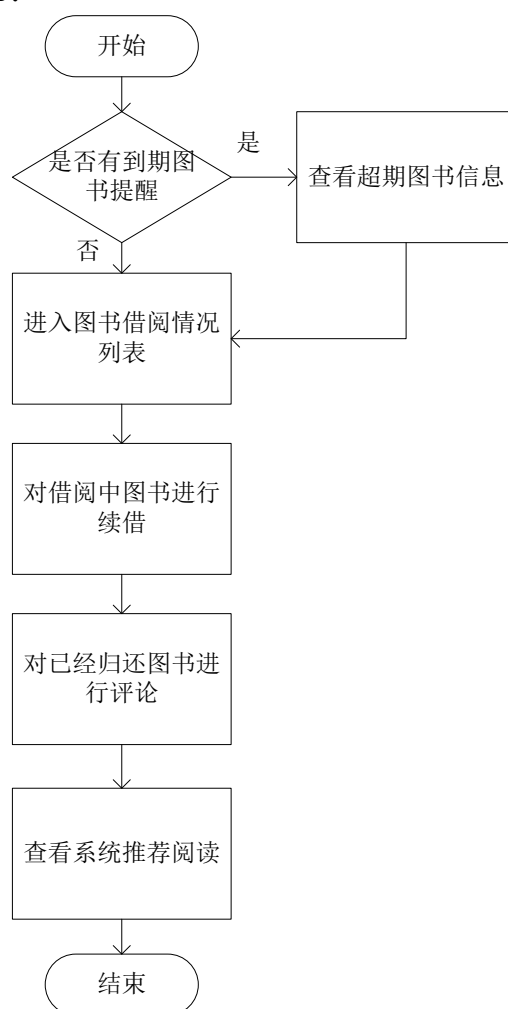 开始
是否有到期图
书提醒
是
查看超期图书信息
否
进入图书借阅情况
列表
对借阅中图书进行
续借
对已经归还图书进
行评论
查看系统推荐阅读
结束